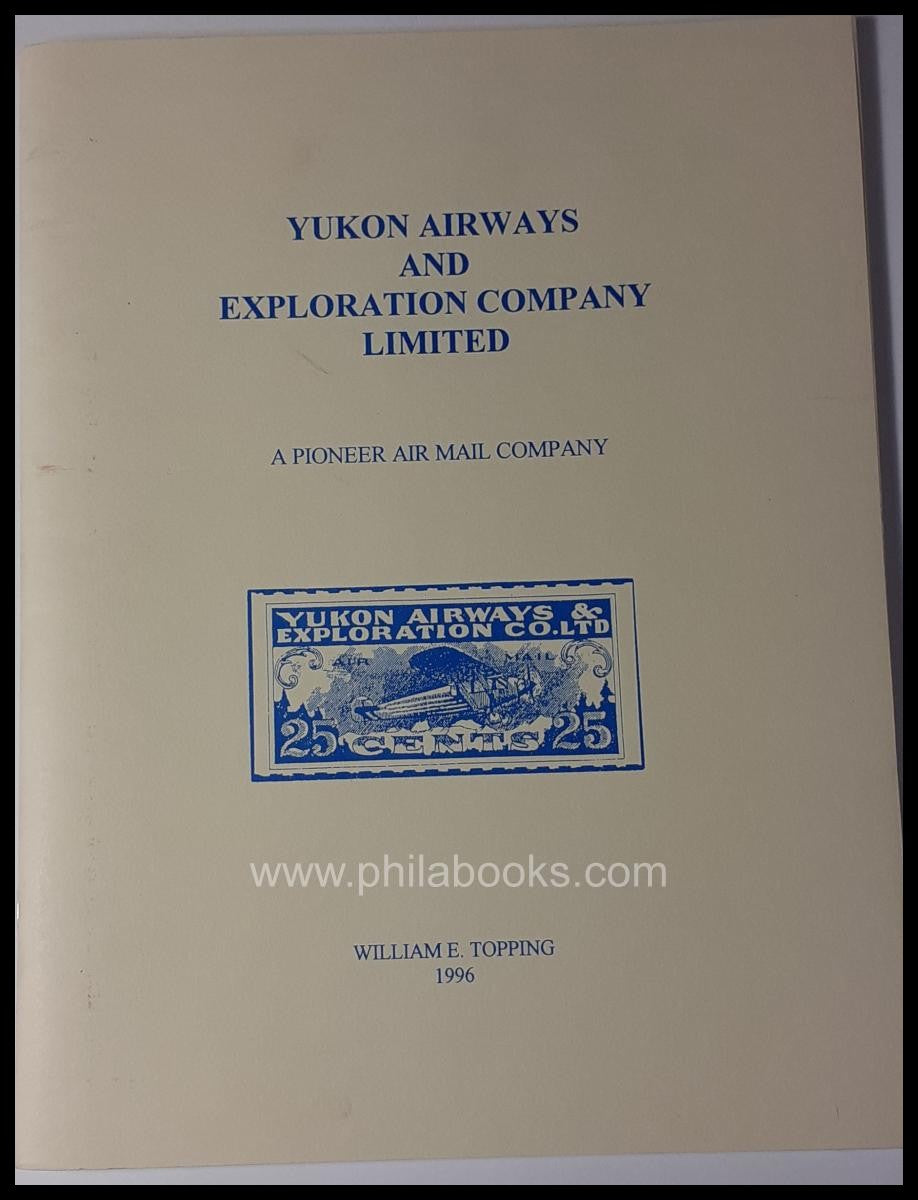 YUKON AIRWAYS
AND
EXPLORATION COMPANY
LIMITED
A PIONEER AIR MAIL COMPANY
YUKON AIRWAYS &
EXPLORATION CO.LTD
AIR MAIL
25 CENTS 25
www.philabooks.com
WILLIAM E. TOPPING
1996